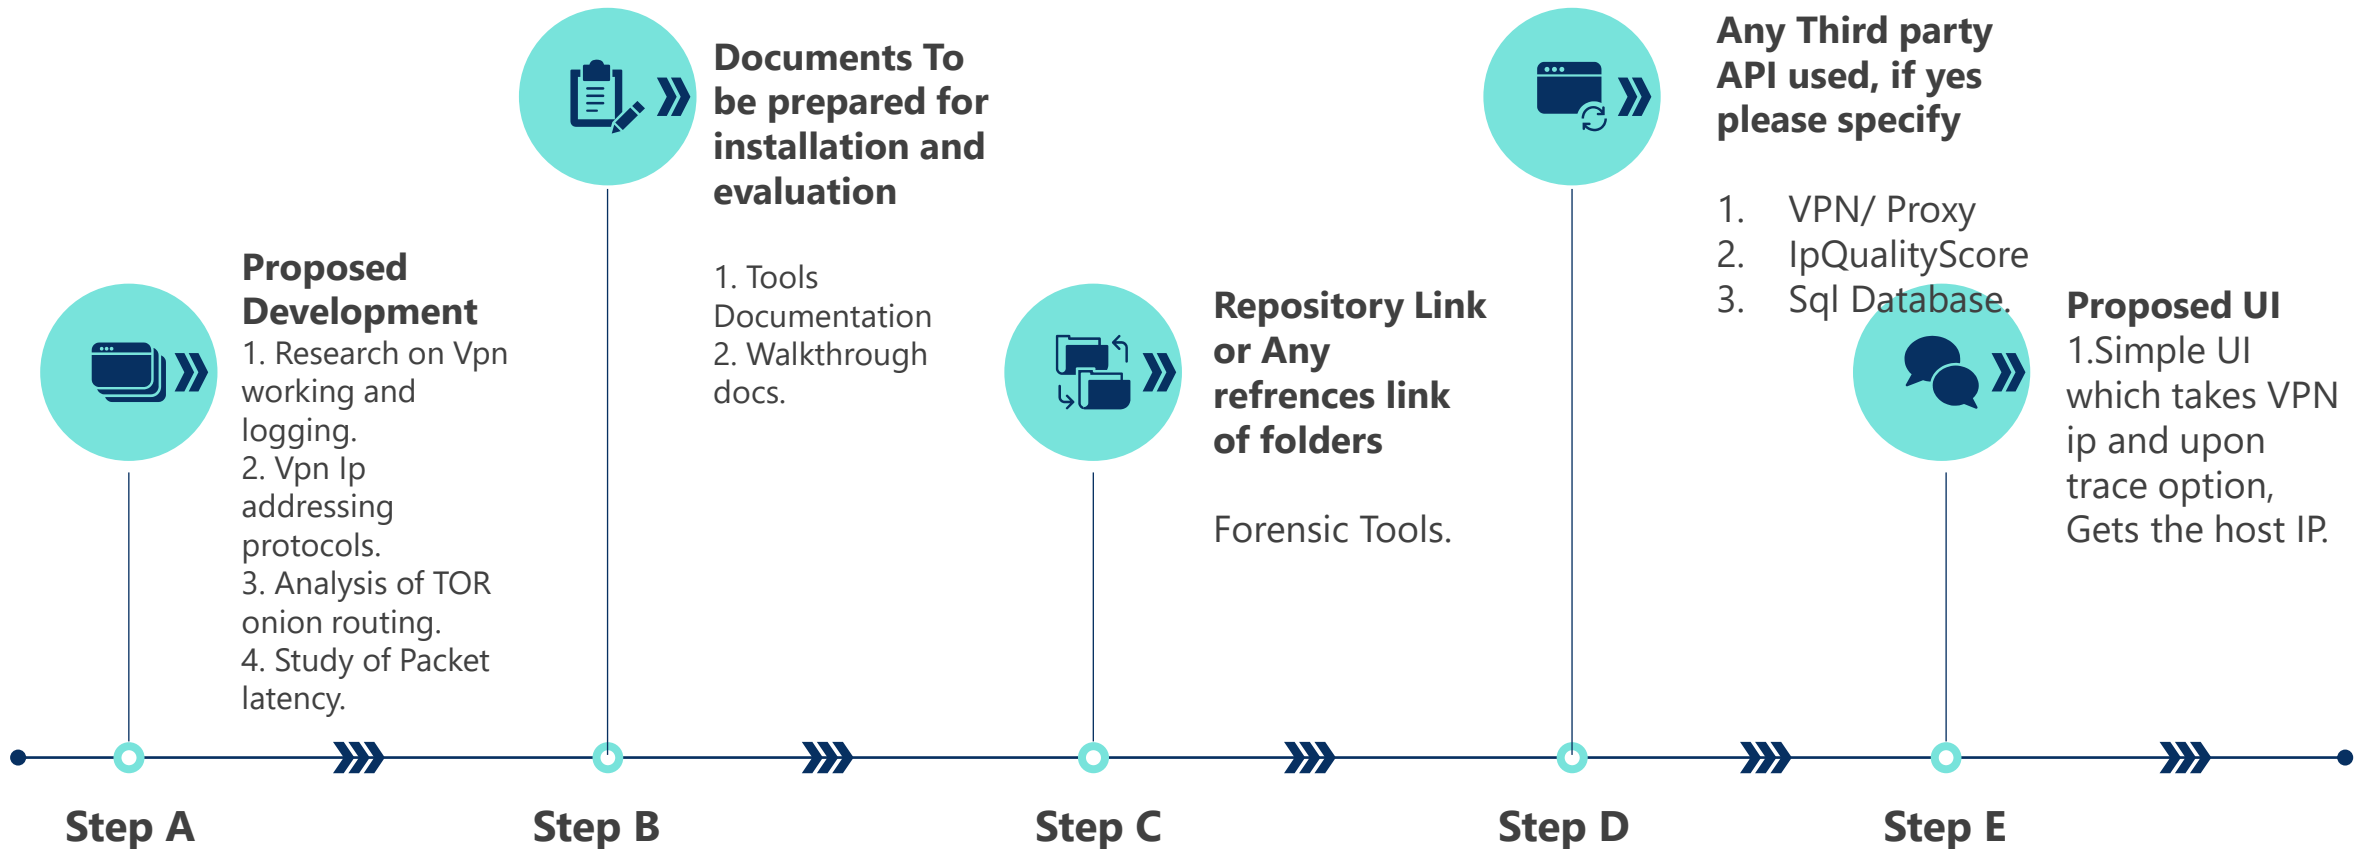 Proposed
Development
1. Research on Vpn
working and
logging.
2. Vpn Ip
addressing
protocols.
3. Analysis of TOR
onion routing.
4. Study of Packet
latency.
Documents To
be prepared for
installation and
evaluation
1. Tools
Documentation
2. Walkthrough
docs.
Repository Link
or Any
refrences link
of folders
Forensic Tools.
Any Third party
API used, if yes
please specify
1. VPN/ Proxy
2. IpQualityScore
3. Sql Database.
Proposed UI
1.Simple UI
which takes VPN
ip and upon
trace option,
Gets the host IP.
Step A
Step B
Step C
Step D
Step E